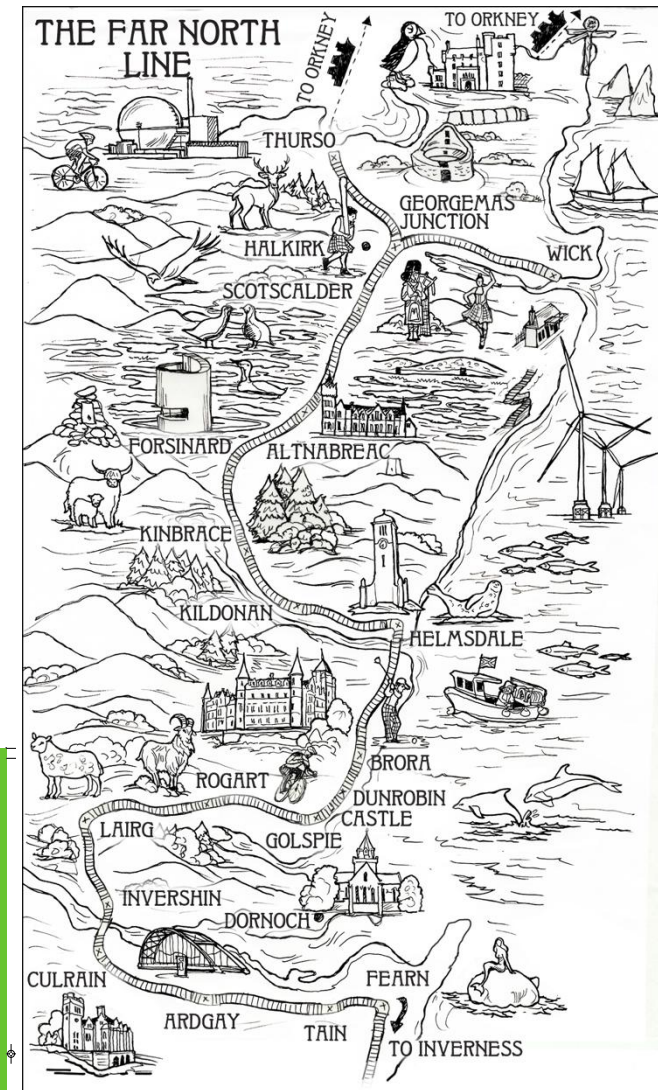 THE FAR NORTH
LINE
TO ORKNEY
TO ORKNEY
THURSO
GEORGEMAS
JUNCTION
HALKIRK
WICK
SCOTSCALDER
FORSINARD
ALTNABREAC
KINBRACE
KILDONAN
HELMSDALE
BRORA
ROGART
DUNROBIN
CASTLE
LAIRG
GOLSPIE
INVERSHIN
DORNOCH
CULRAIN
FEARN
ARDGAY
TAIN
TO INVERNESS